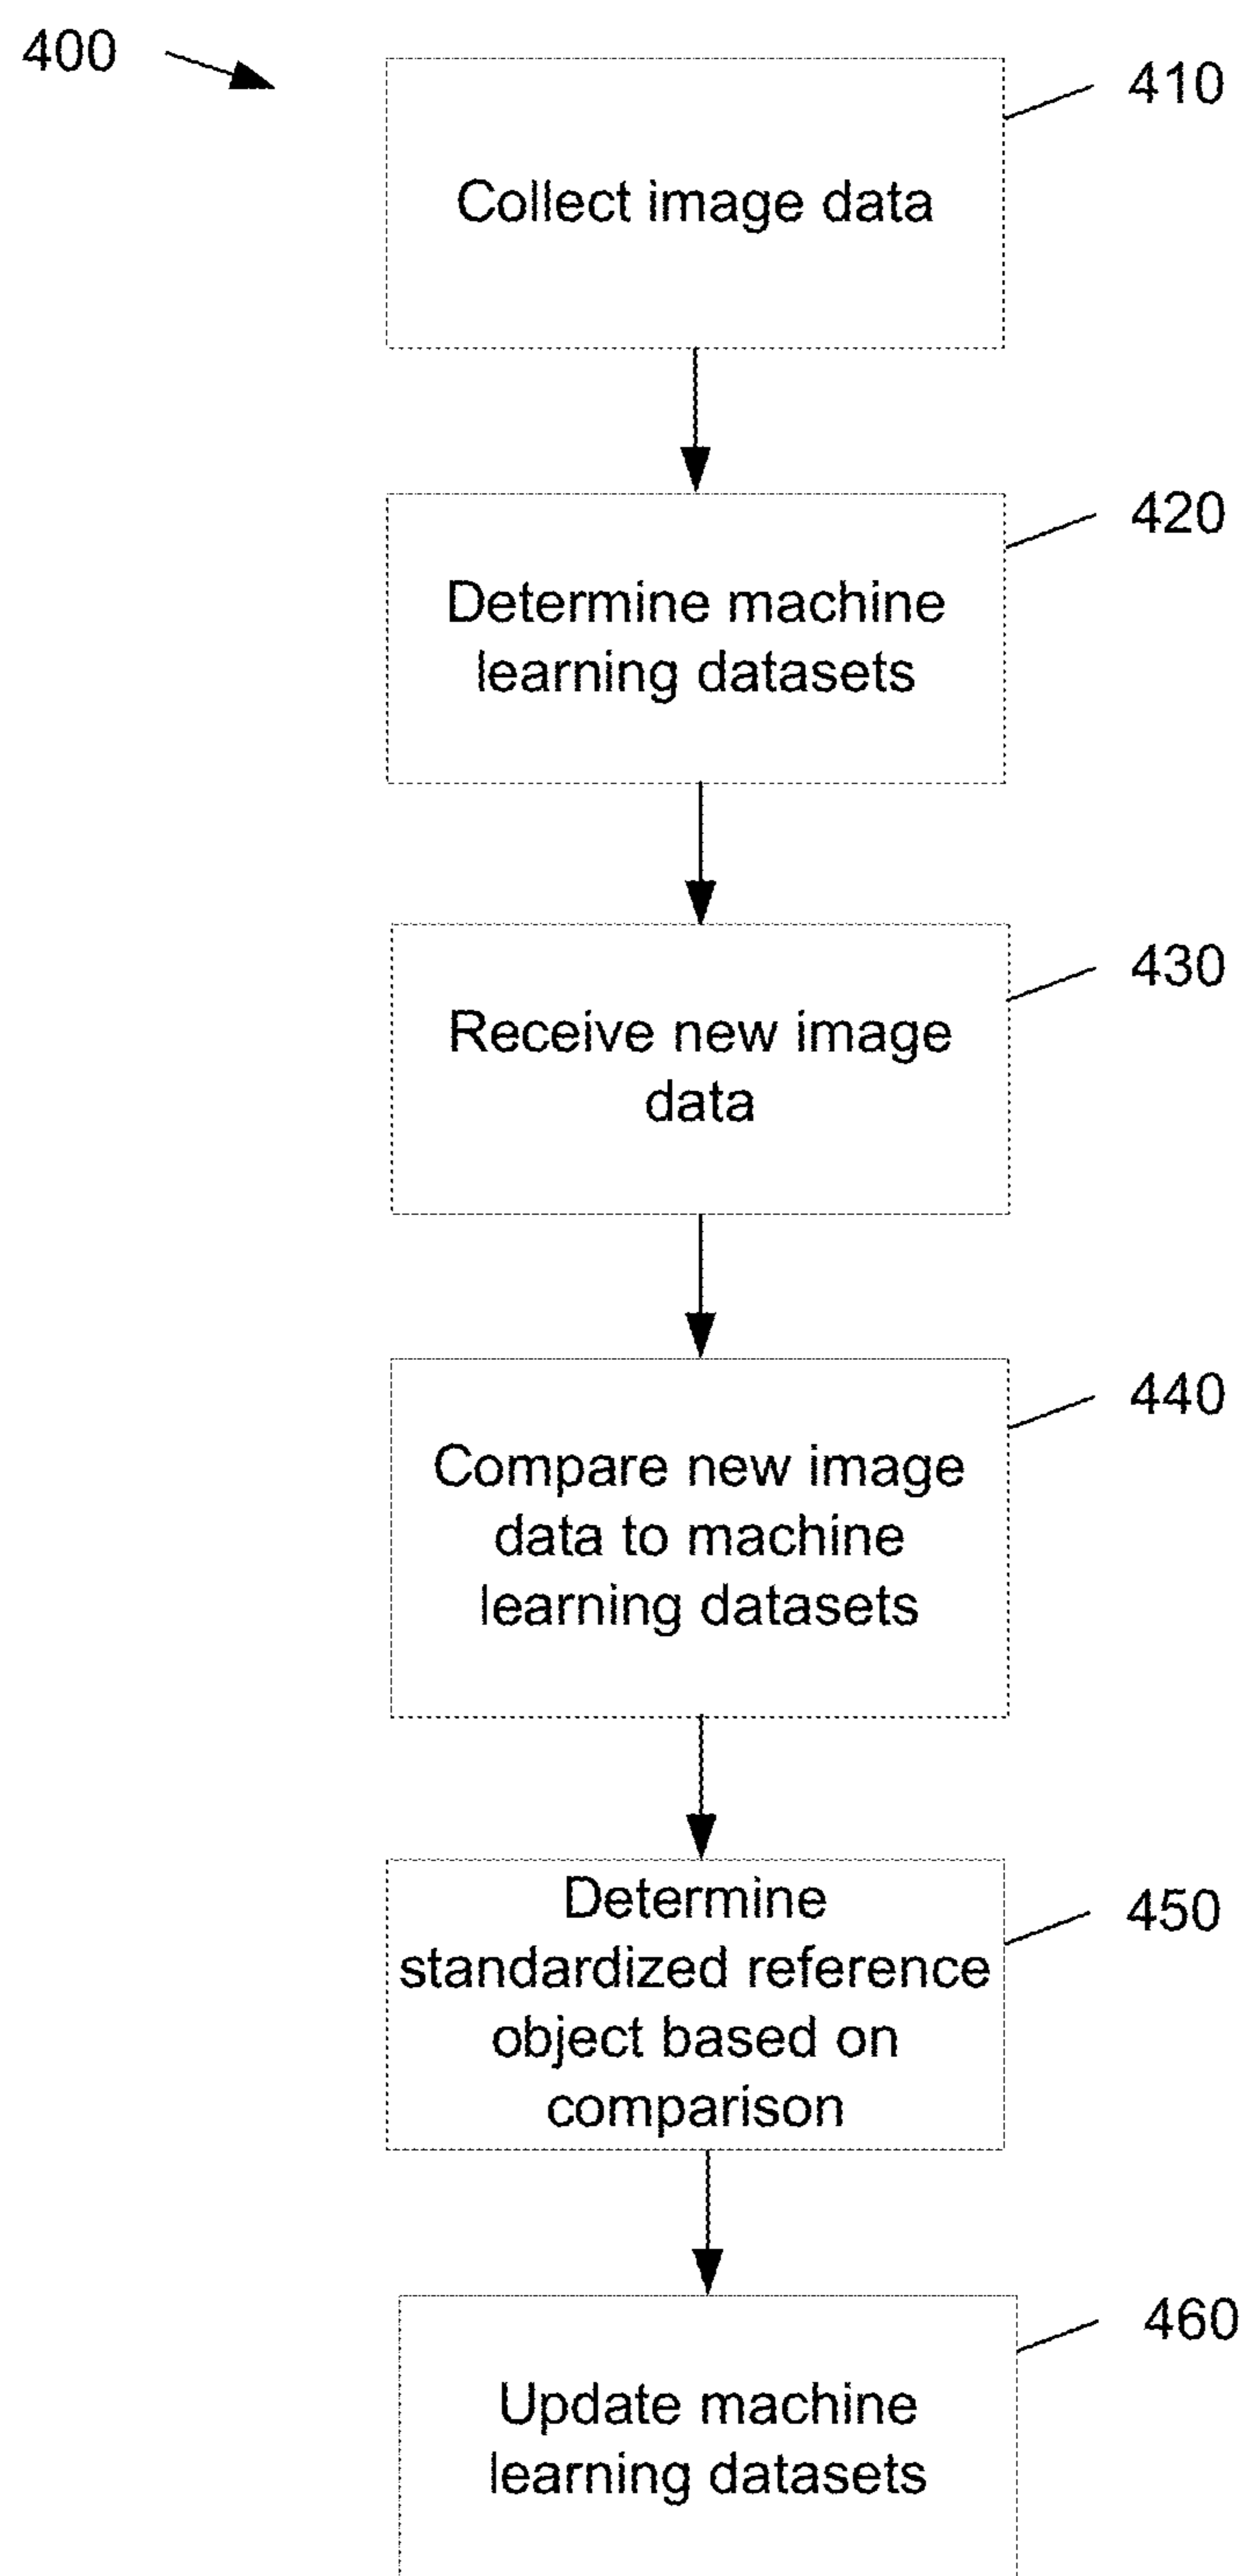 400
410
Collect image data
420
Determine machine
learning datasets
430
Receive new image
data
440
Compare new image
data to machine
learning datasets
450
Determine
standardized reference
object based on
comparison
460
Update machine
learning datasets